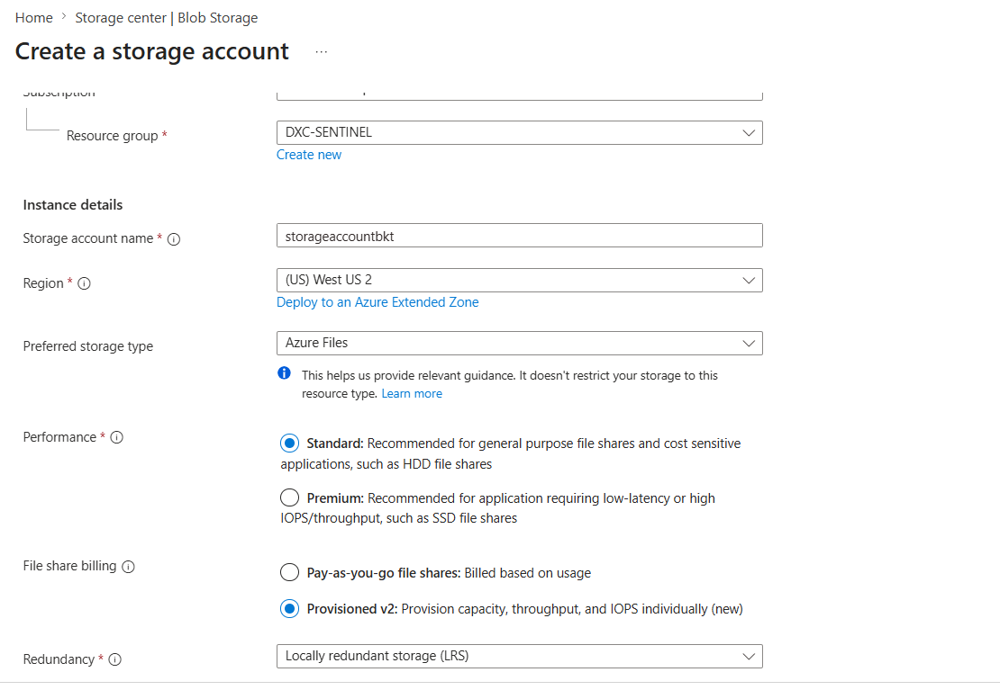 Home > Storage center | Blob Storage
Create a storage account ...
Subscription
Resource group *
DXC-SENTINEL
Create new
Instance details
Storage account name *
storageaccountbkt
Region *
(US) West US 2
Deploy to an Azure Extended Zone
Preferred storage type
Azure Files
This helps us provide relevant guidance. It doesn't restrict your storage to this
resource type. Learn more
Performance *
Standard: Recommended for general purpose file shares and cost sensitive
applications, such as HDD file shares
Premium: Recommended for application requiring low-latency or high
IOPS/throughput, such as SSD file shares
File share billing
Pay-as-you-go file shares: Billed based on usage
Provisioned v2: Provision capacity, throughput, and IOPS individually (new)
Redundancy *
Locally redundant storage (LRS)